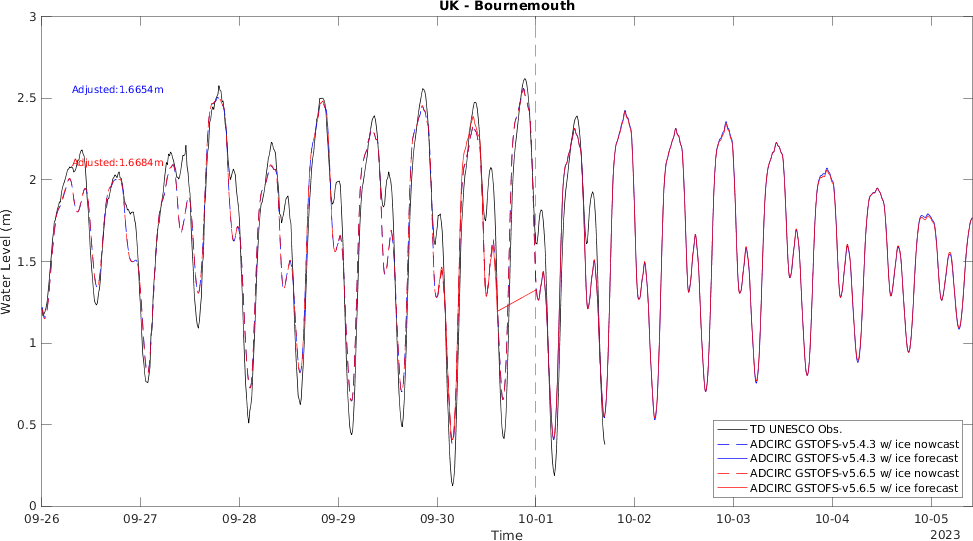 UK - Bournemouth
3
2.5
2
1.5
1
0.5
0
Water Level (m)
Adjusted:1.6654m
Adjusted:1.6684m
TD UNESCO Obs.
ADCIRC GSTOFS-v5.4.3 w/ ice nowcast
ADCIRC GSTOFS-v5.4.3 w/ ice forecast
ADCIRC GSTOFS-v5.6.5 w/ ice nowcast
ADCIRC GSTOFS-v5.6.5 w/ ice forecast
09-26 09-27 09-28 09-29 09-30 10-01 10-02 10-03 10-04 10-05
Time
2023